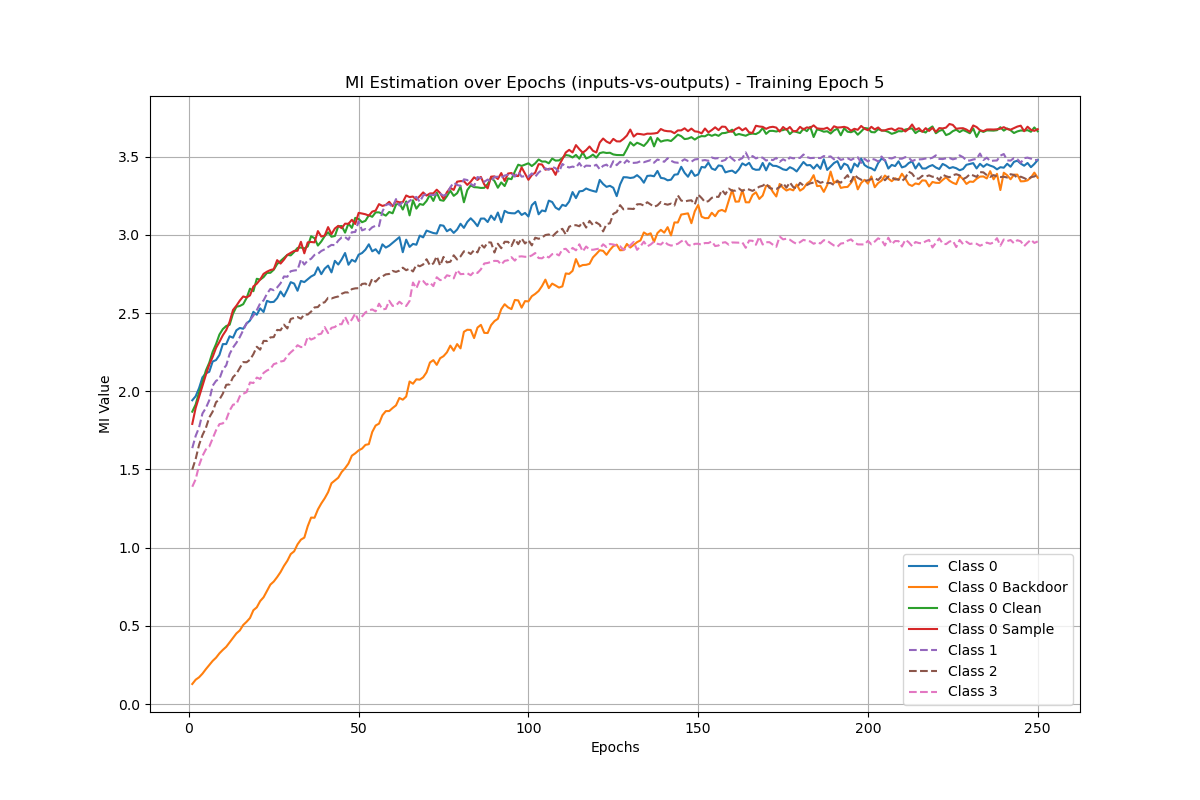 MI Estimation over Epochs (inputs-vs-outputs) - Training Epoch 5
MI Value
3.5
3.0
2.5
2.0
1.5
1.0
0.5
0.0
0
50
100
150
200
250
Epochs
Class 0
Class 0 Backdoor
Class 0 Clean
Class 0 Sample
Class 1
Class 2
Class 3